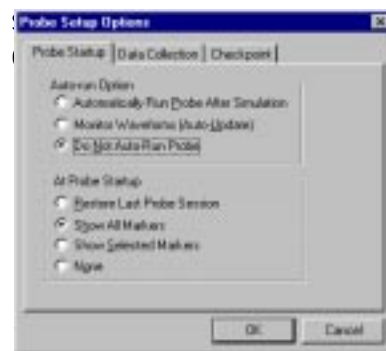 Probe Setup Options
Probe Startup Data Collection Checkpoint
Auto-run Option
Automatically Run Probe After Simulation
Monitor Waveforms (Auto-Update)
Do Not Auto-Run Probe
At Probe Startup
Restore Last Probe Session
Show All Markers
Show Selected Markers
None
OK Cancel